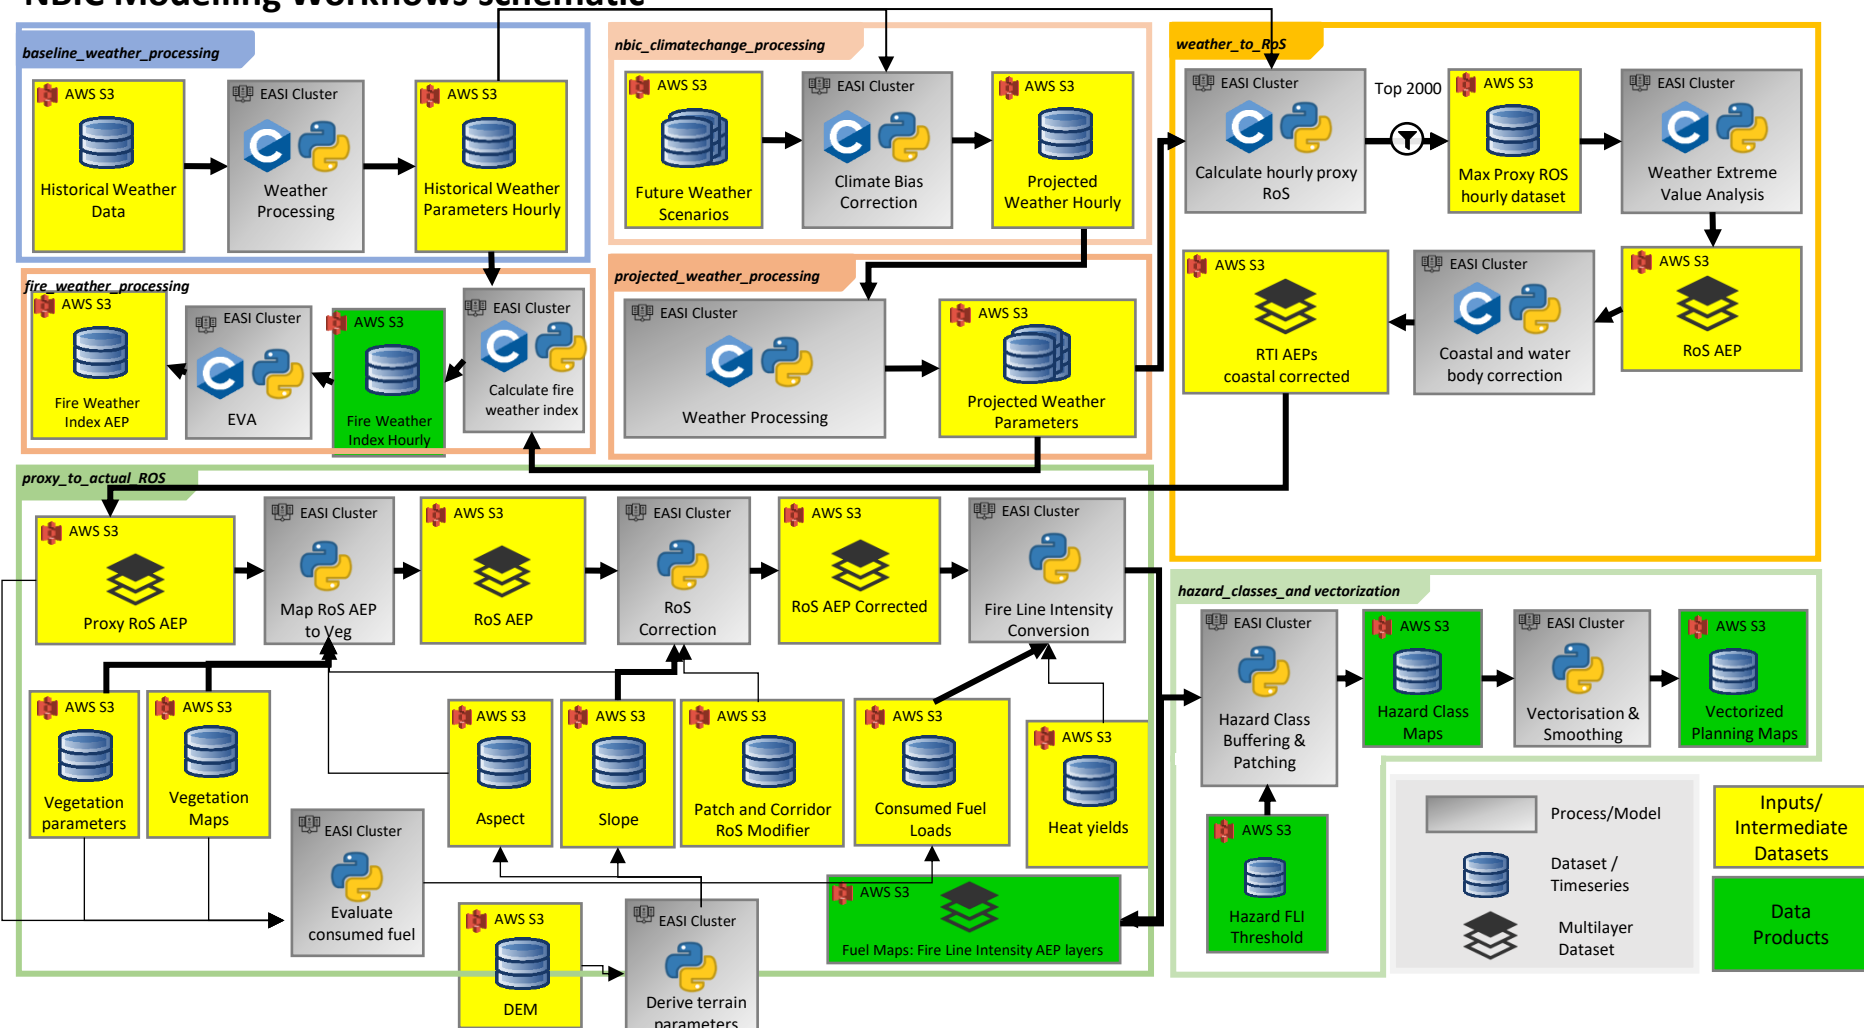 NBIC Modelling Workflows schematic
baseline_weather_processing
AWS S3
Historical Weather
Data
EASI Cluster
Weather
Processing
AWS S3
Historical Weather
Parameters Hourly
nbic_climatechange_processing
AWS S3
Future Weather
Scenarios
EASI Cluster
Climate Bias
Correction
AWS S3
Projected
Weather Hourly
weather_to_RoS
EASI Cluster
Calculate hourly proxy
RoS
Top 2000
AWS S3
Max Proxy ROS
hourly dataset
EASI Cluster
Weather Extreme
Value Analysis
AWS S3
RTI AEPs
coastal corrected
EASI Cluster
Coastal and water
body correction
AWS S3
RoS AEP
fire_weather_processing
AWS S3
Fire Weather
Index AEP
EASI Cluster
EVA
AWS S3
Fire Weather
Index Hourly
EASI Cluster
Calculate fire
weather index
projected_weather_processing
EASI Cluster
Weather Processing
AWS S3
Projected Weather
Parameters
proxy_to_actual_ROS
AWS S3
Proxy RoS AEP
EASI Cluster
Map RoS AEP
to Veg
AWS S3
RoS AEP
EASI Cluster
RoS
Correction
AWS S3
RoS AEP Corrected
EASI Cluster
Fire Line Intensity
Conversion
AWS S3
Vegetation
parameters
AWS S3
Vegetation
Maps
AWS S3
Aspect
AWS S3
Slope
AWS S3
Patch and Corridor
RoS Modifier
AWS S3
Consumed Fuel
Loads
AWS S3
Heat yields
EASI Cluster
Evaluate
consumed fuel
AWS S3
DEM
EASI Cluster
Derive terrain
parameters
AWS S3
Fuel Maps: Fire Line Intensity AEP layers
hazard_classes_and vectorization
EASI Cluster
Hazard Class
Buffering &
Patching
AWS S3
Hazard Class
Maps
EASI Cluster
Vectorisation &
Smoothing
AWS S3
Vectorized
Planning Maps
AWS S3
Hazard FLI
Threshold
Process/Model
Dataset /
Timeseries
Multilayer
Dataset
Inputs/
Intermediate
Datasets
Data
Products